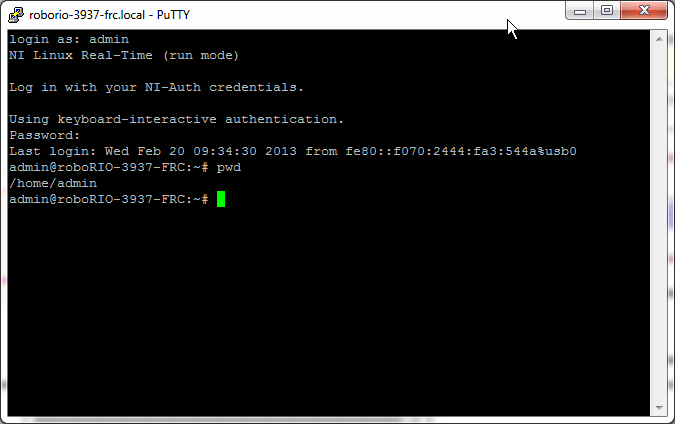 roborio-3937-frc.local - PuTTY
login as: admin
NI Linux Real-Time (run mode)
Log in with your NI-Auth credentials.
Using keyboard-interactive authentication.
Password:
Last login: Wed Feb 20 09:34:30 2013 from fe80::f070:2444:fa3:544a%usb0
admin@roboRIO-3937-FRC:~# pwd
/home/admin
admin@roboRIO-3937-FRC:~#